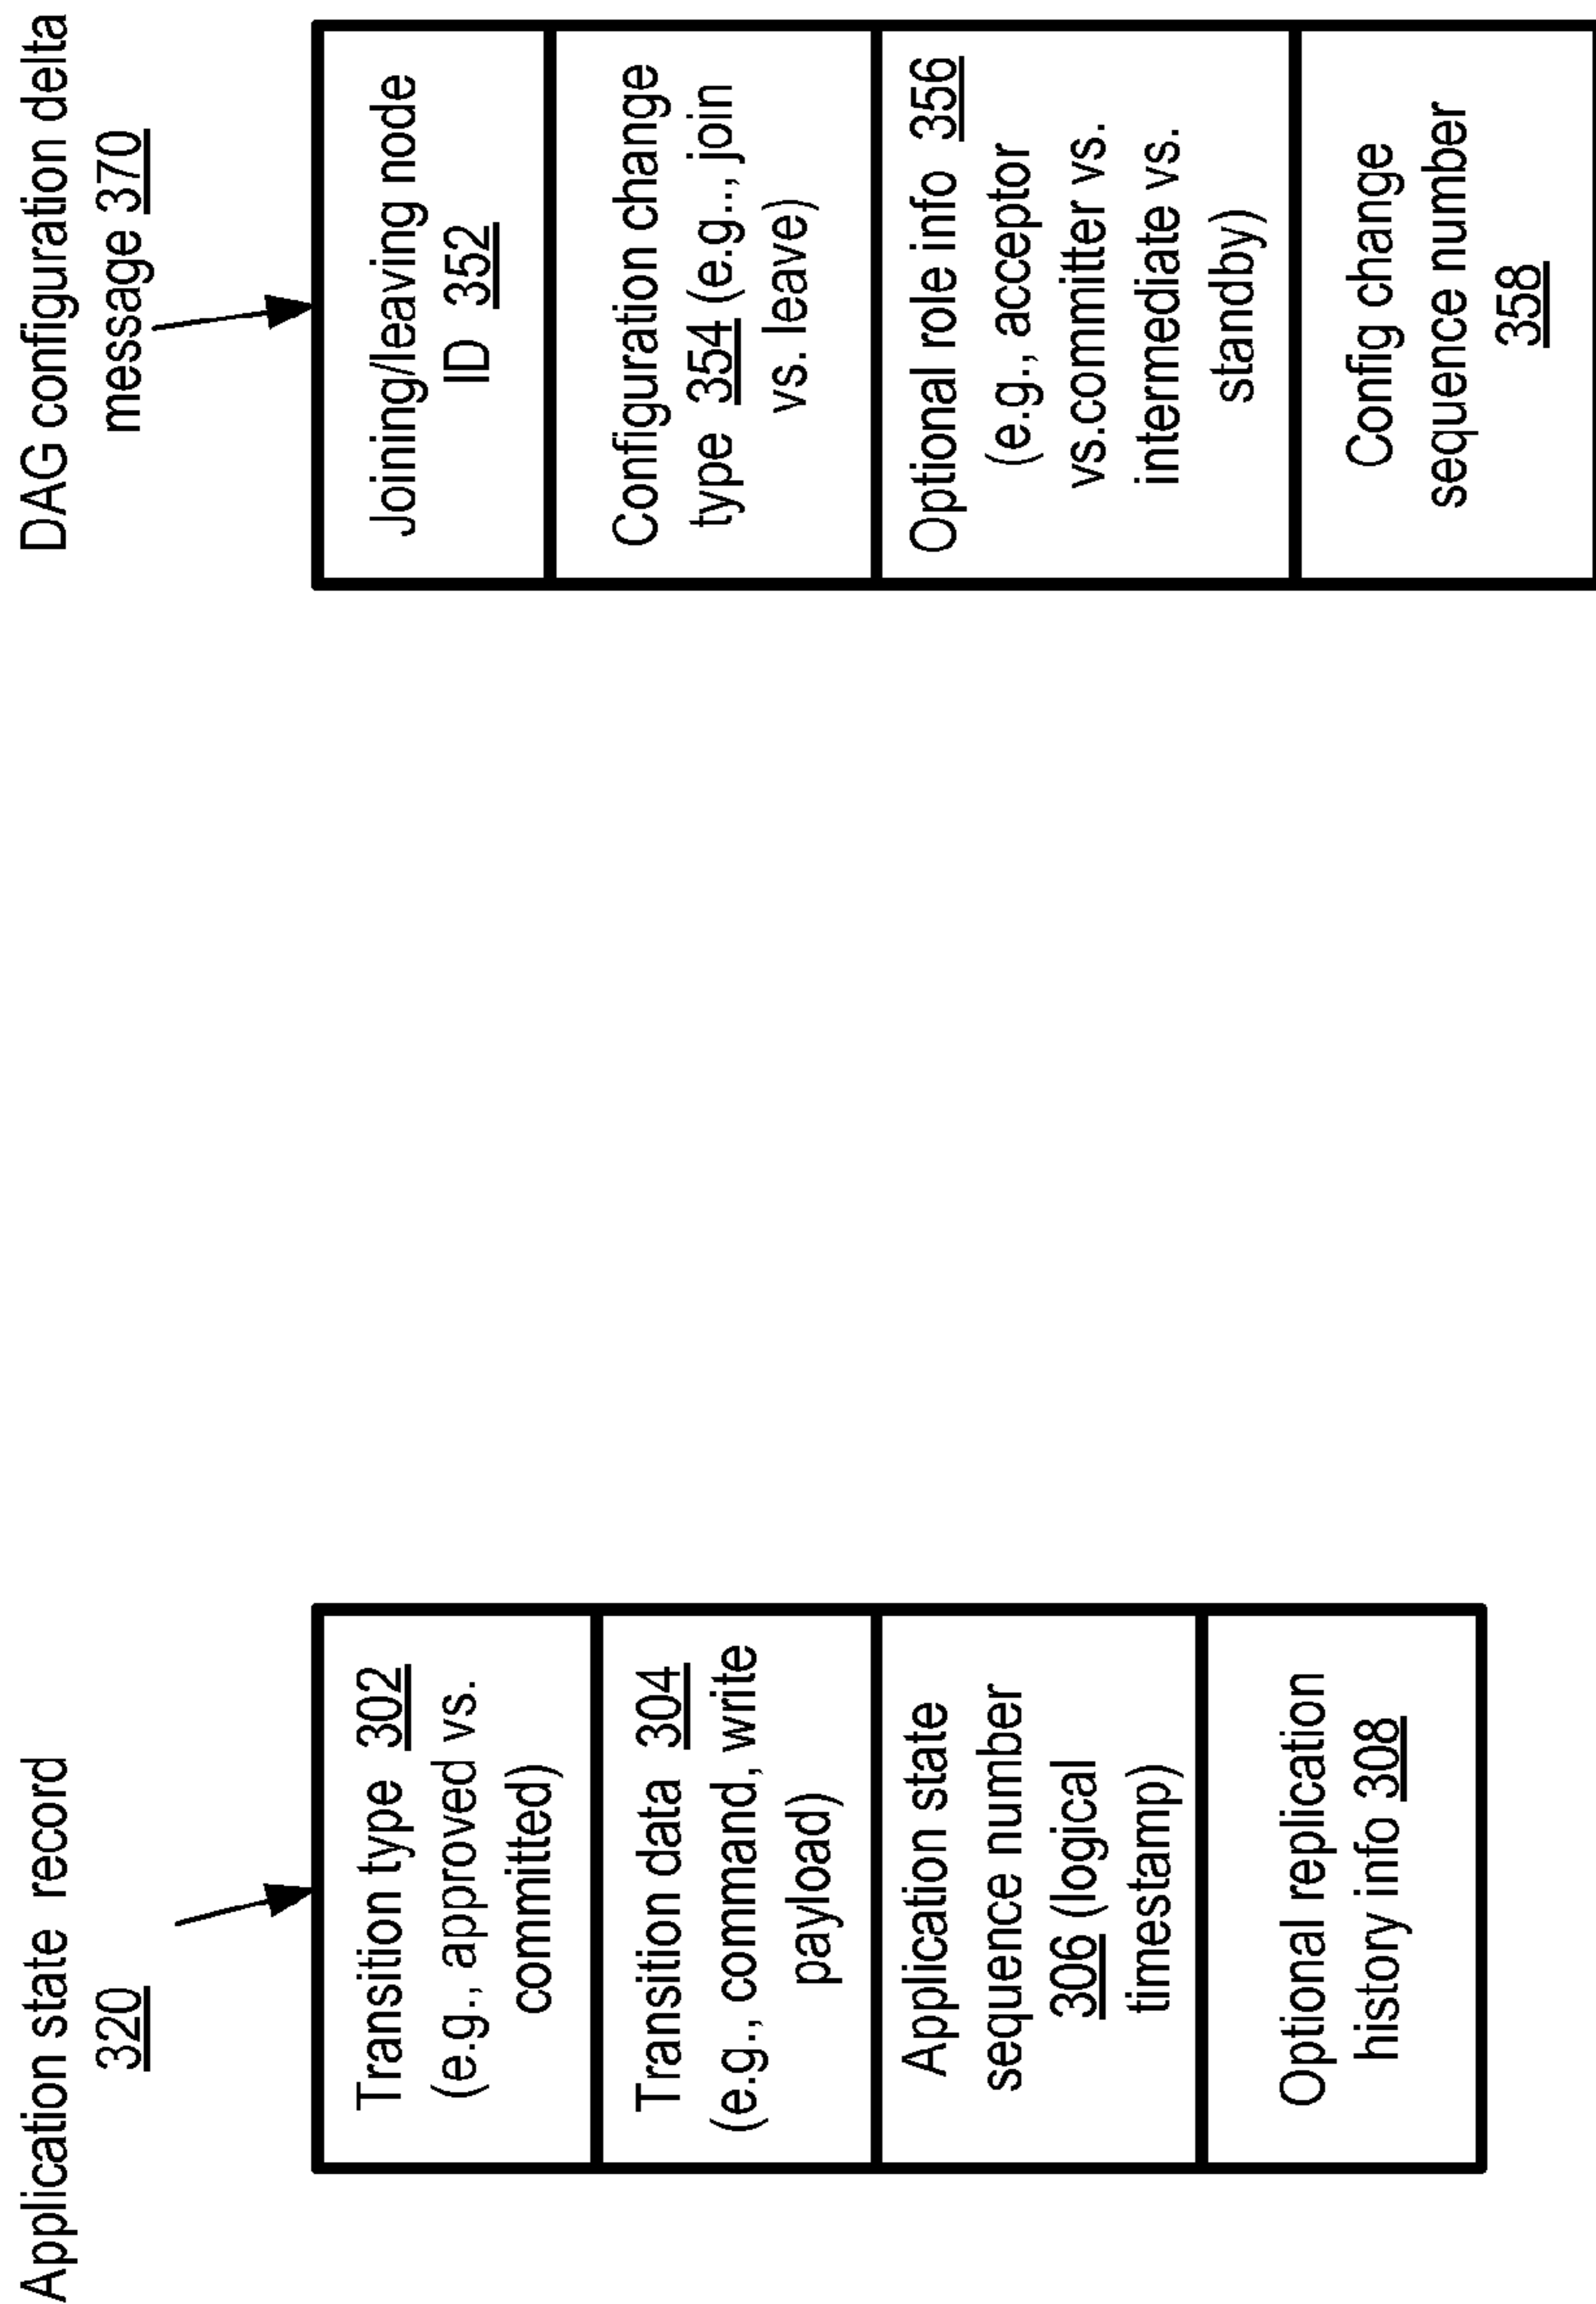 Application state record
320
Transition type 302
(e.g., approved vs.
committed)
Transition data 304
(e.g., command, write
payload)
Application state
sequence number
306 (logical
timestamp)
Optional replication
history info 308
DAG configuration delta
message 370
Joining/leaving node
ID 352
Configuration change
type 354 (e.g.., join
vs. leave)
Optional role info 356
(e.g., acceptor
vs.committer vs.
intermediate vs.
standby)
Config change
sequence number
358